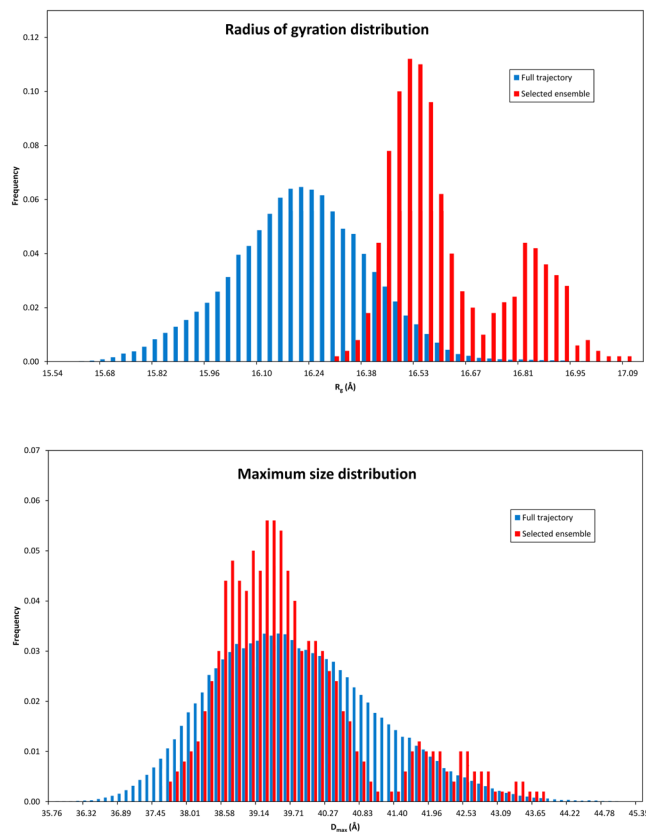 Radius of gyration distribution
0.12
0.10
0.08
0.06
0.04
0.02
0.00
Frequency
Full trajectory
Selected ensemble
15.54 15.68 15.82 15.96 16.10 16.24 16.38 16.53 16.67 16.81 16.95 17.09
Rg (Å)
Maximum size distribution
0.07
0.06
0.05
0.04
0.03
0.02
0.01
0.00
Frequency
Full trajectory
Selected ensemble
35.76 36.32 36.89 37.45 38.01 38.58 39.14 39.71 40.27 40.83 41.40 41.96 42.53 43.09 43.65 44.22 44.78 45.35
Dmax (Å)